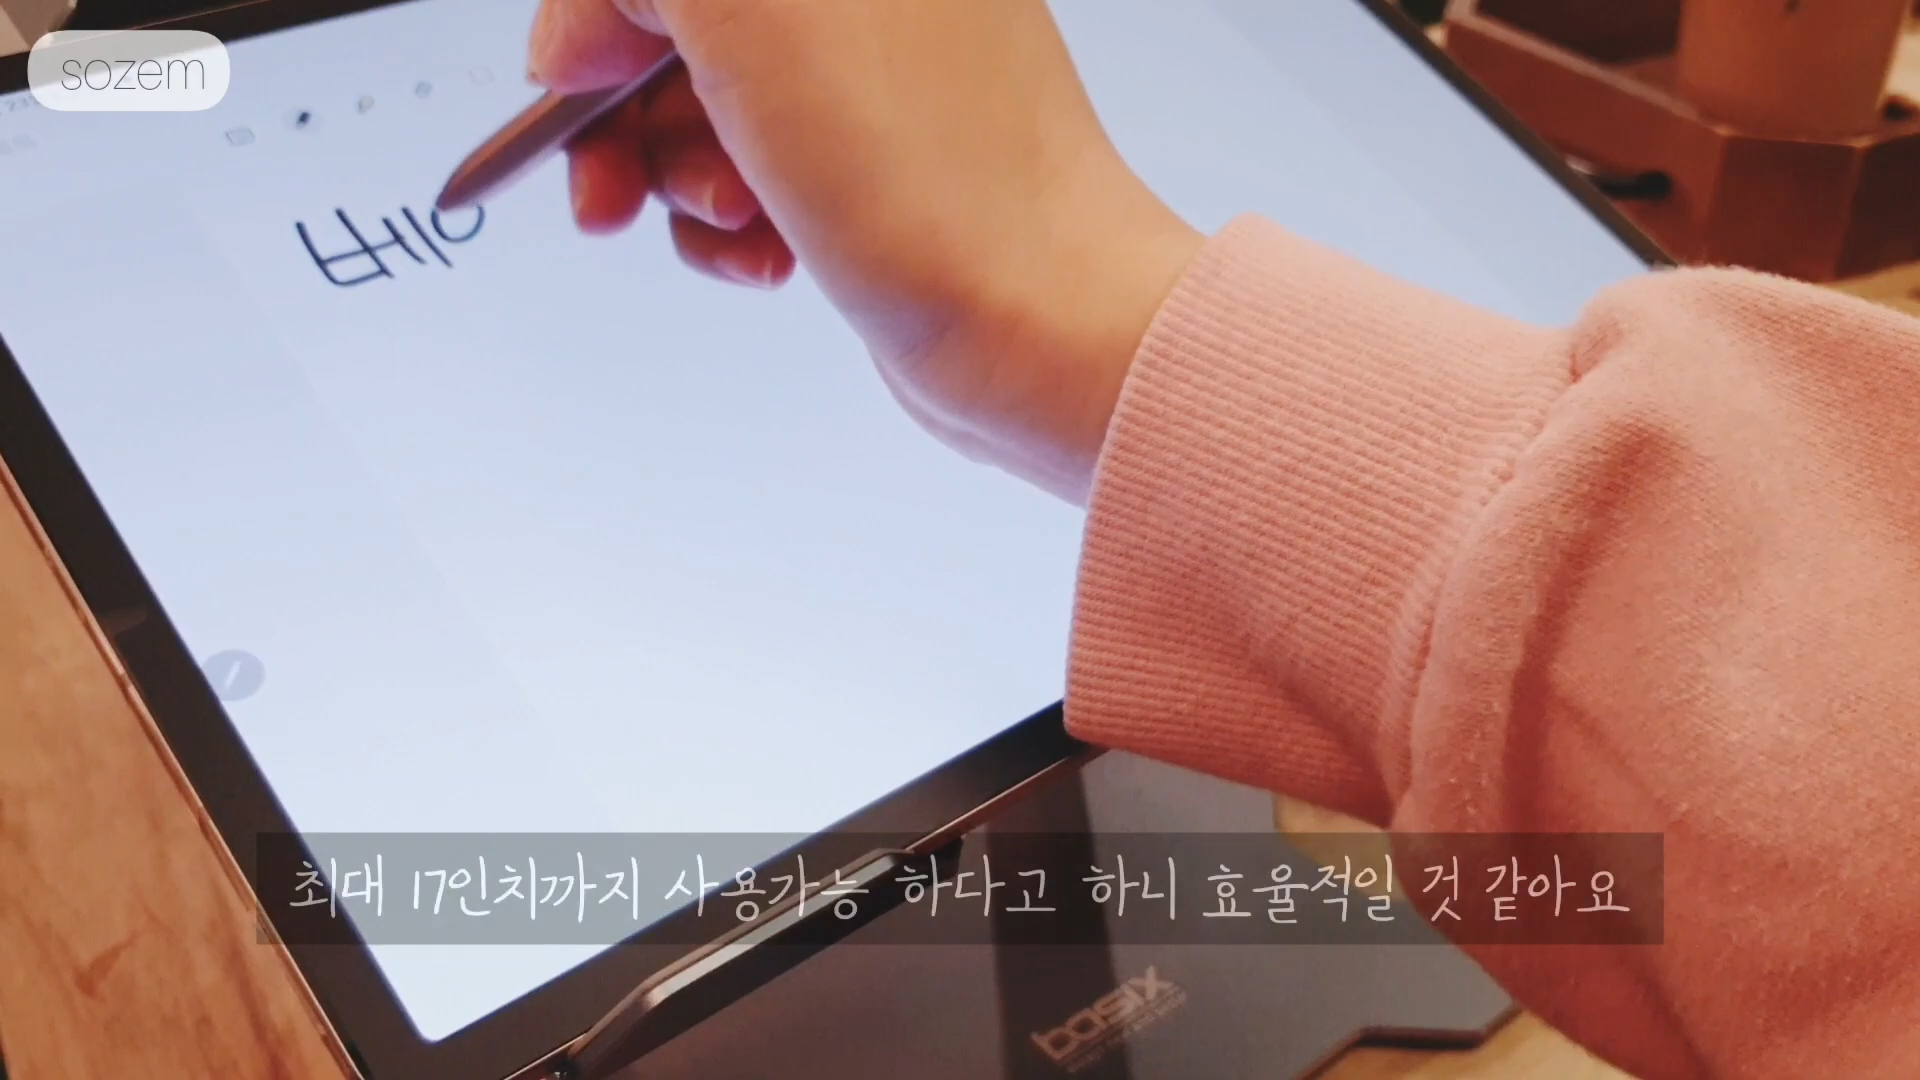 sozem
베이
최대 17인치까지 사용가능 하다고 하니 효율적일 것 같아요
basix